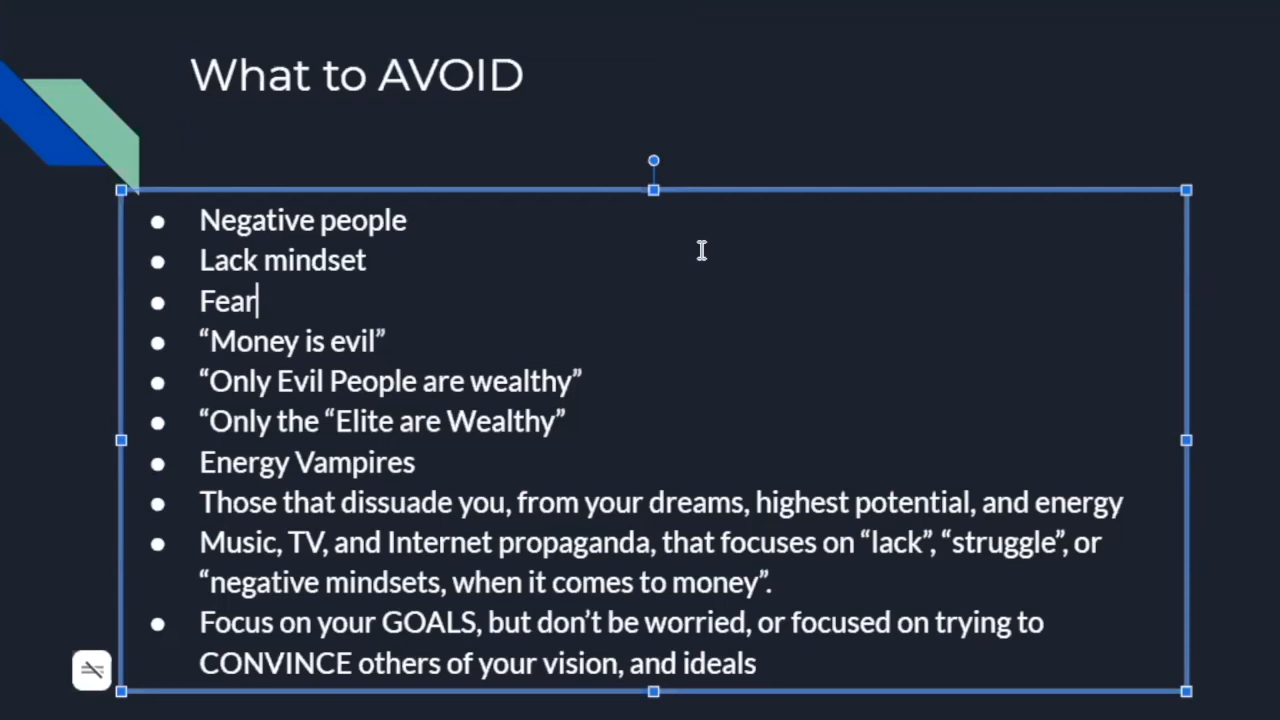 What to AVOID
● Negative people
● Lack mindset
● Fear
● “Money is evil”
● “Only Evil People are wealthy”
● “Only the “Elite are Wealthy”
● Energy Vampires
● Those that dissuade you, from your dreams, highest potential, and energy
● Music, TV, and Internet propaganda, that focuses on “lack”, “struggle”, or
“negative mindsets, when it comes to money”.
● Focus on your GOALS, but don’t be worried, or focused on trying to
CONVINCE others of your vision, and ideals